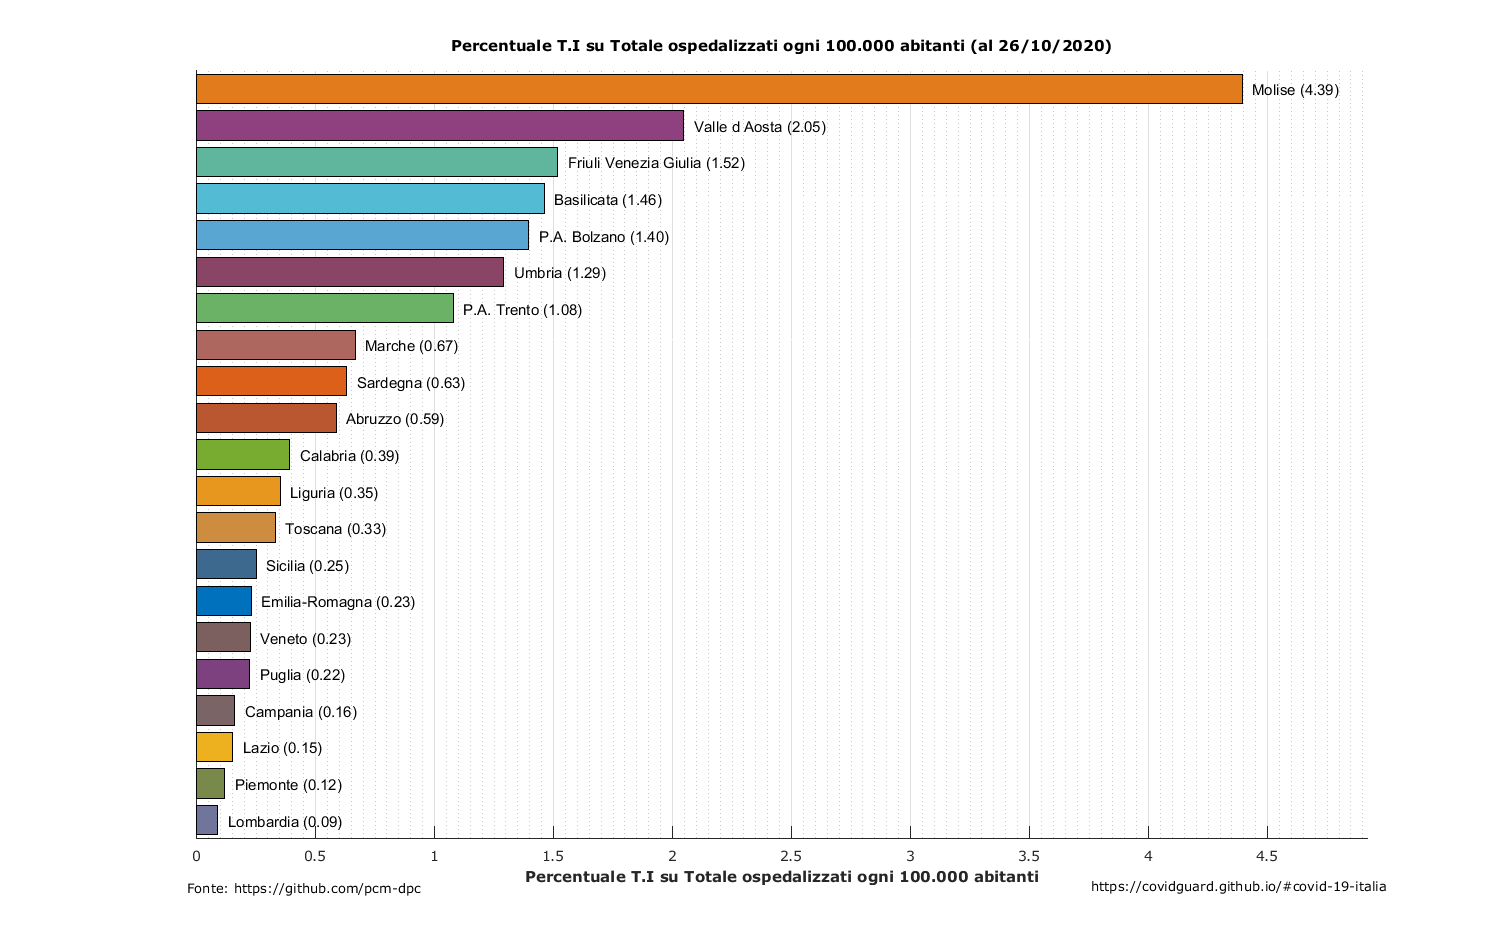 Percentuale T.I su Totale ospedalizzati ogni 100.000 abitanti (al 26/10/2020)
Molise (4.39)
Valle d Aosta (2.05)
Friuli Venezia Giulia (1.52)
Basilicata (1.46)
P.A. Bolzano (1.40)
Umbria (1.29)
P.A. Trento (1.08)
Marche (0.67)
Sardegna (0.63)
Abruzzo (0.59)
Calabria (0.39)
Liguria (0.35)
Toscana (0.33)
Sicilia (0.25)
Emilia-Romagna (0.23)
Veneto (0.23)
Puglia (0.22)
Campania (0.16)
Lazio (0.15)
Piemonte (0.12)
Lombardia (0.09)
0 0.5 1 1.5 2 2.5 3 3.5 4 4.5
Percentuale T.I su Totale ospedalizzati ogni 100.000 abitanti
Fonte: https://github.com/pcm-dpc
https://covidguard.github.io/#covid-19-italia